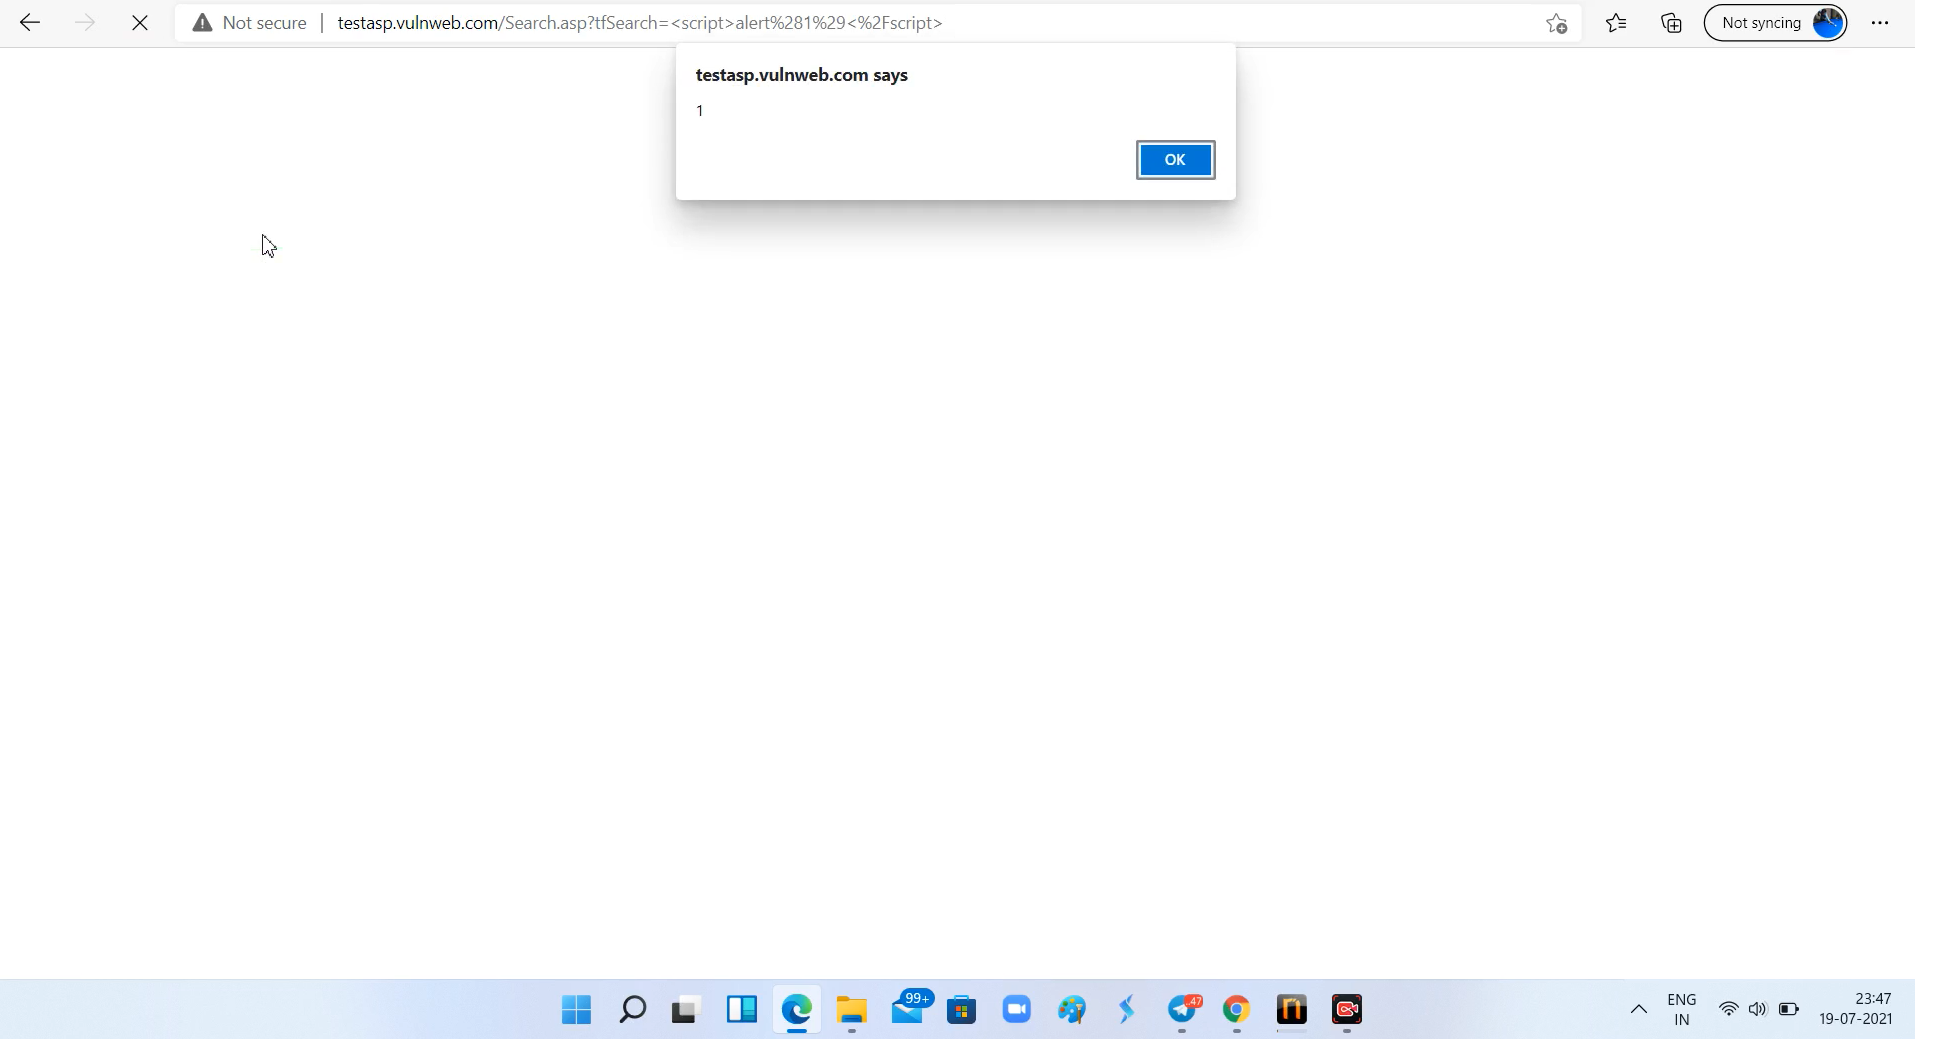 Not secure | testasp.vulnweb.com/Search.asp?tfSearch=<script>alert%281%29<%2Fscript>
Not syncing
testasp.vulnweb.com says
1
OK
99+
47
ENG
IN
23:47
19-07-2021